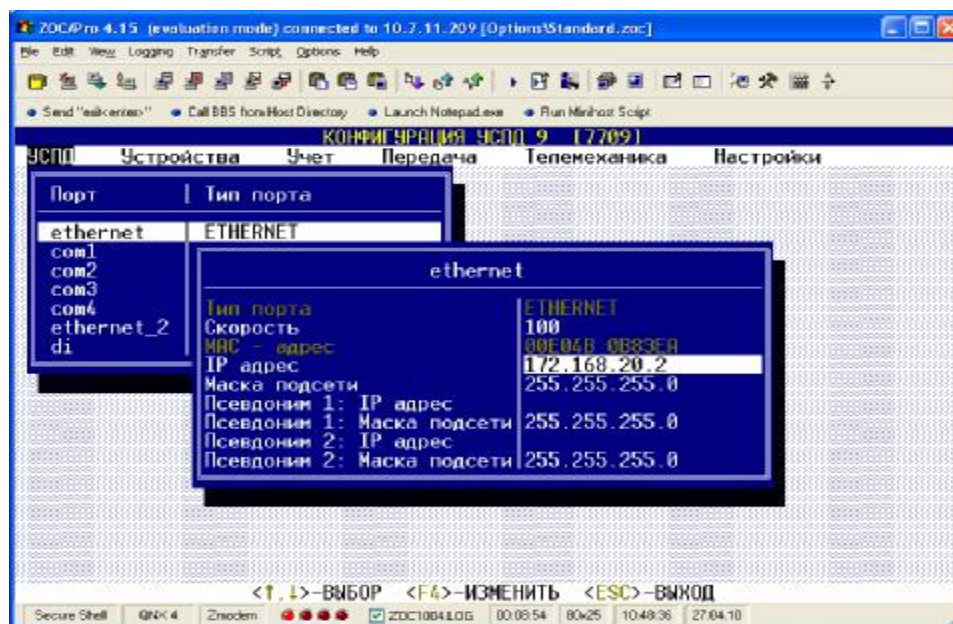 ZOC/Pro 4.15 (evaluation mode) connected to 10.7.11.209 [Options\Standard.zoc]
File Edit View Logging Transfer Script Options Help
Send "exit<enter>" Call BBS from Host Directory Launch Notepad.exe Run Minihost Script
КОНФИГУРАЦИЯ УСПД 9 [7709]
УСПД Устройства Учет Передача Телемеханика Настройки
Порт | Тип порта
ethernet ETHERNET
com1
com2
com3
com4
ethernet_2
di
ethernet
Тип порта ETHERNET
Скорость 100
MAC - адрес 00E04B 0B83EA
IP адрес 172.168.20.2
Маска подсети 255.255.255.0
Псевдоним 1: IP адрес
Псевдоним 1: Маска подсети 255.255.255.0
Псевдоним 2: IP адрес
Псевдоним 2: Маска подсети 255.255.255.0
<↑,↓>-ВЫБОР <F4>-ИЗМЕНИТЬ <ESC>-ВЫХОД
Secure Shell QNX 4 Zmodem ZOC1004.LOG 00:08:54 80x25 10:48:36 27.04.10